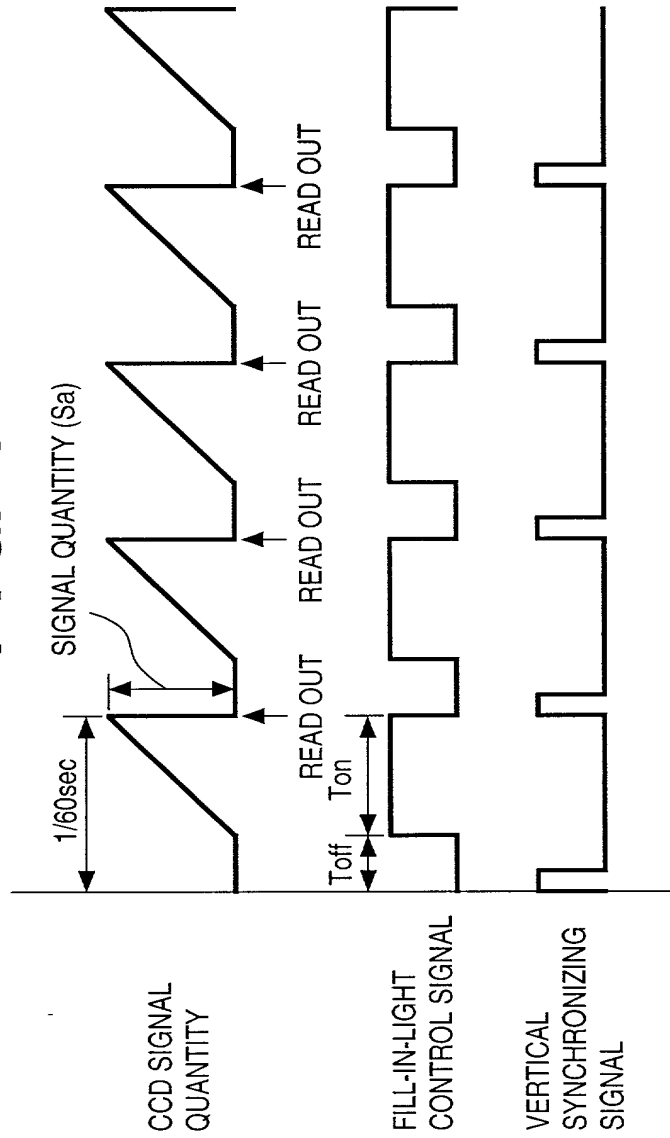 SIGNAL QUANTITY (Sa)
1/60sec
CCD SIGNAL
QUANTITY
READ OUT
READ OUT
READ OUT
READ OUT
Toff
Ton
FILL-IN-LIGHT
CONTROL SIGNAL
VERTICAL
SYNCHRONIZING
SIGNAL